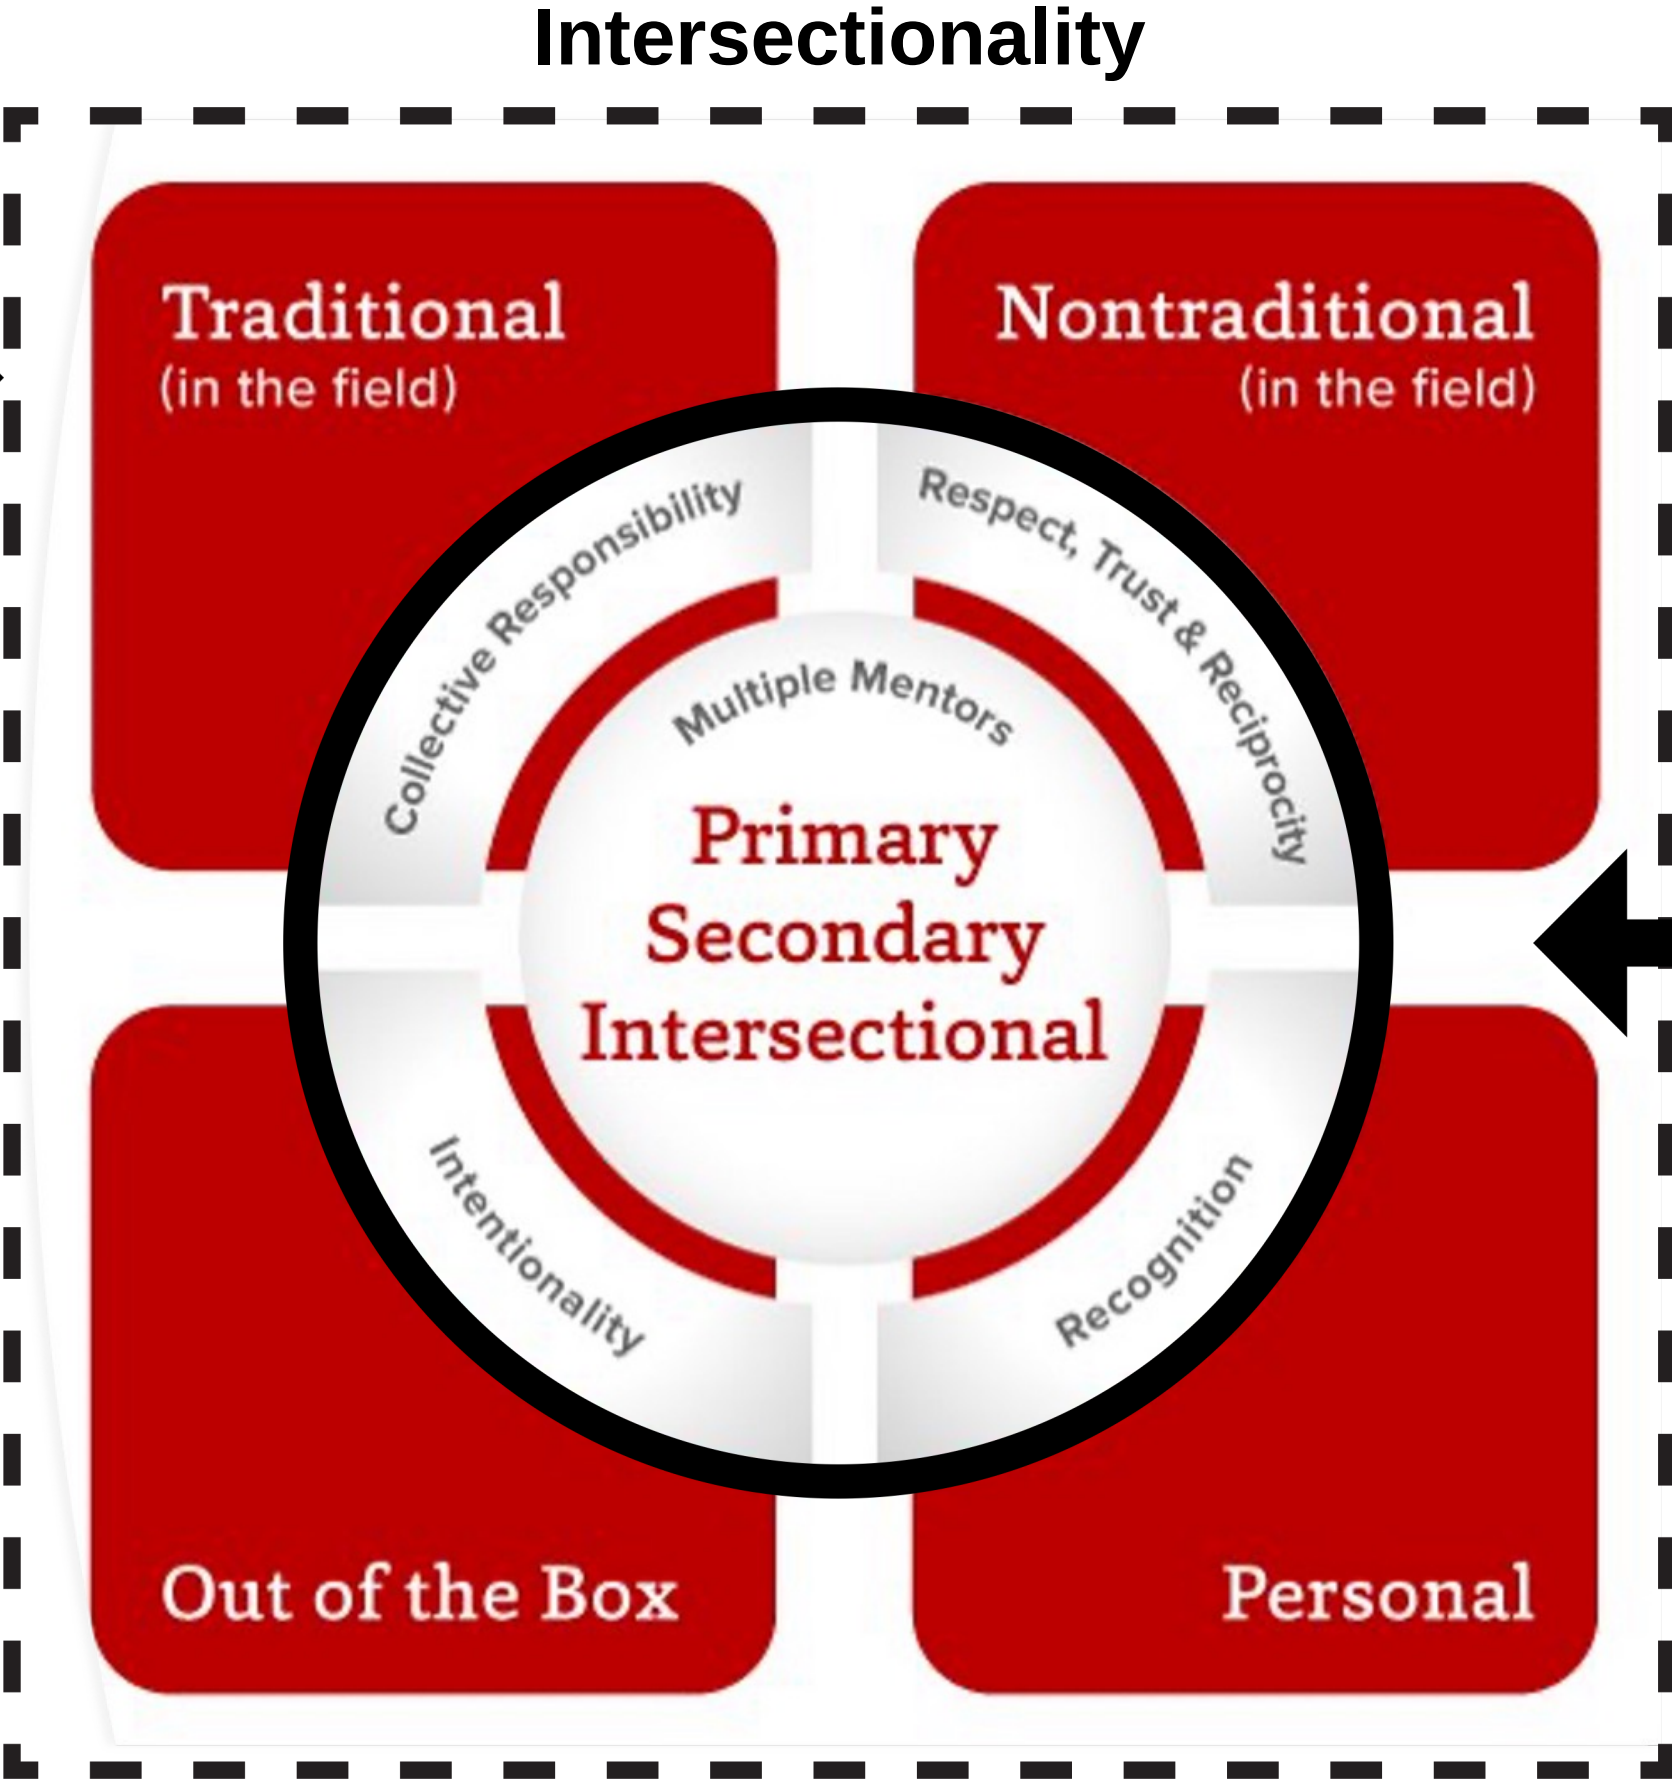 Intersectionality
Traditional
(in the field)
Nontraditional
(in the field)
Collective Responsibility
Respect, Trust & Reciprocity
Multiple Mentors
Primary
Secondary
Intersectional
Intentionality
Recognition
Out of the Box
Personal